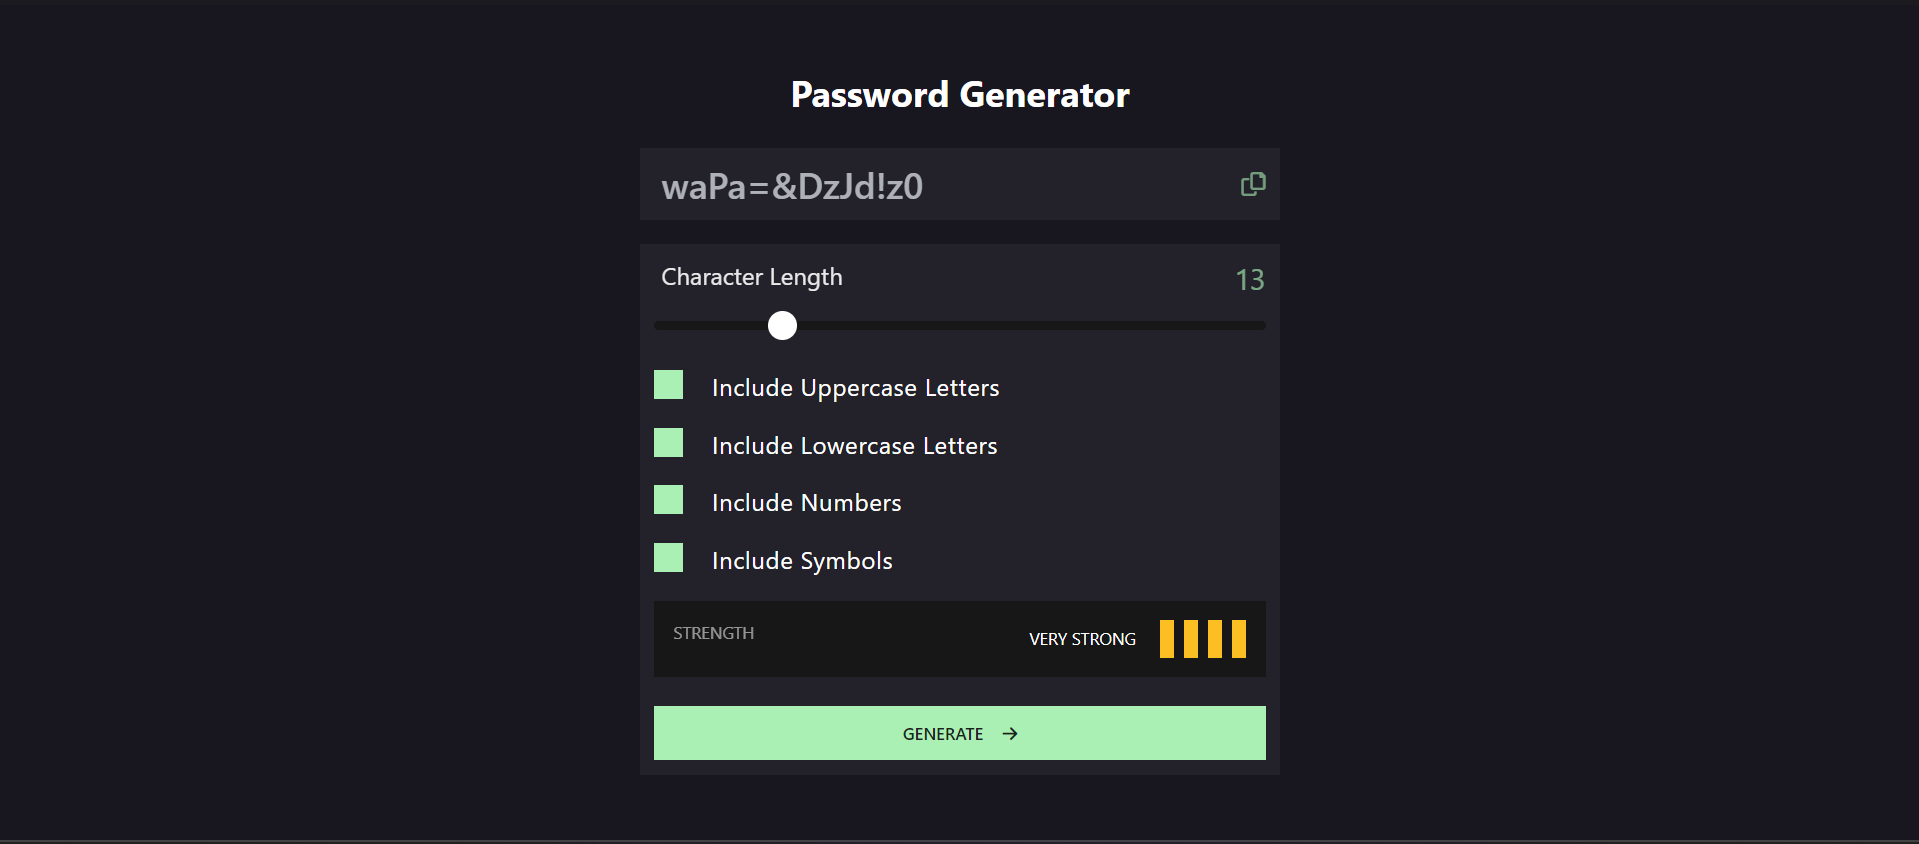 Password Generator
waPa=&DzJd!z0
Character Length 13
Include Uppercase Letters
Include Lowercase Letters
Include Numbers
Include Symbols
STRENGTH VERY STRONG
GENERATE →